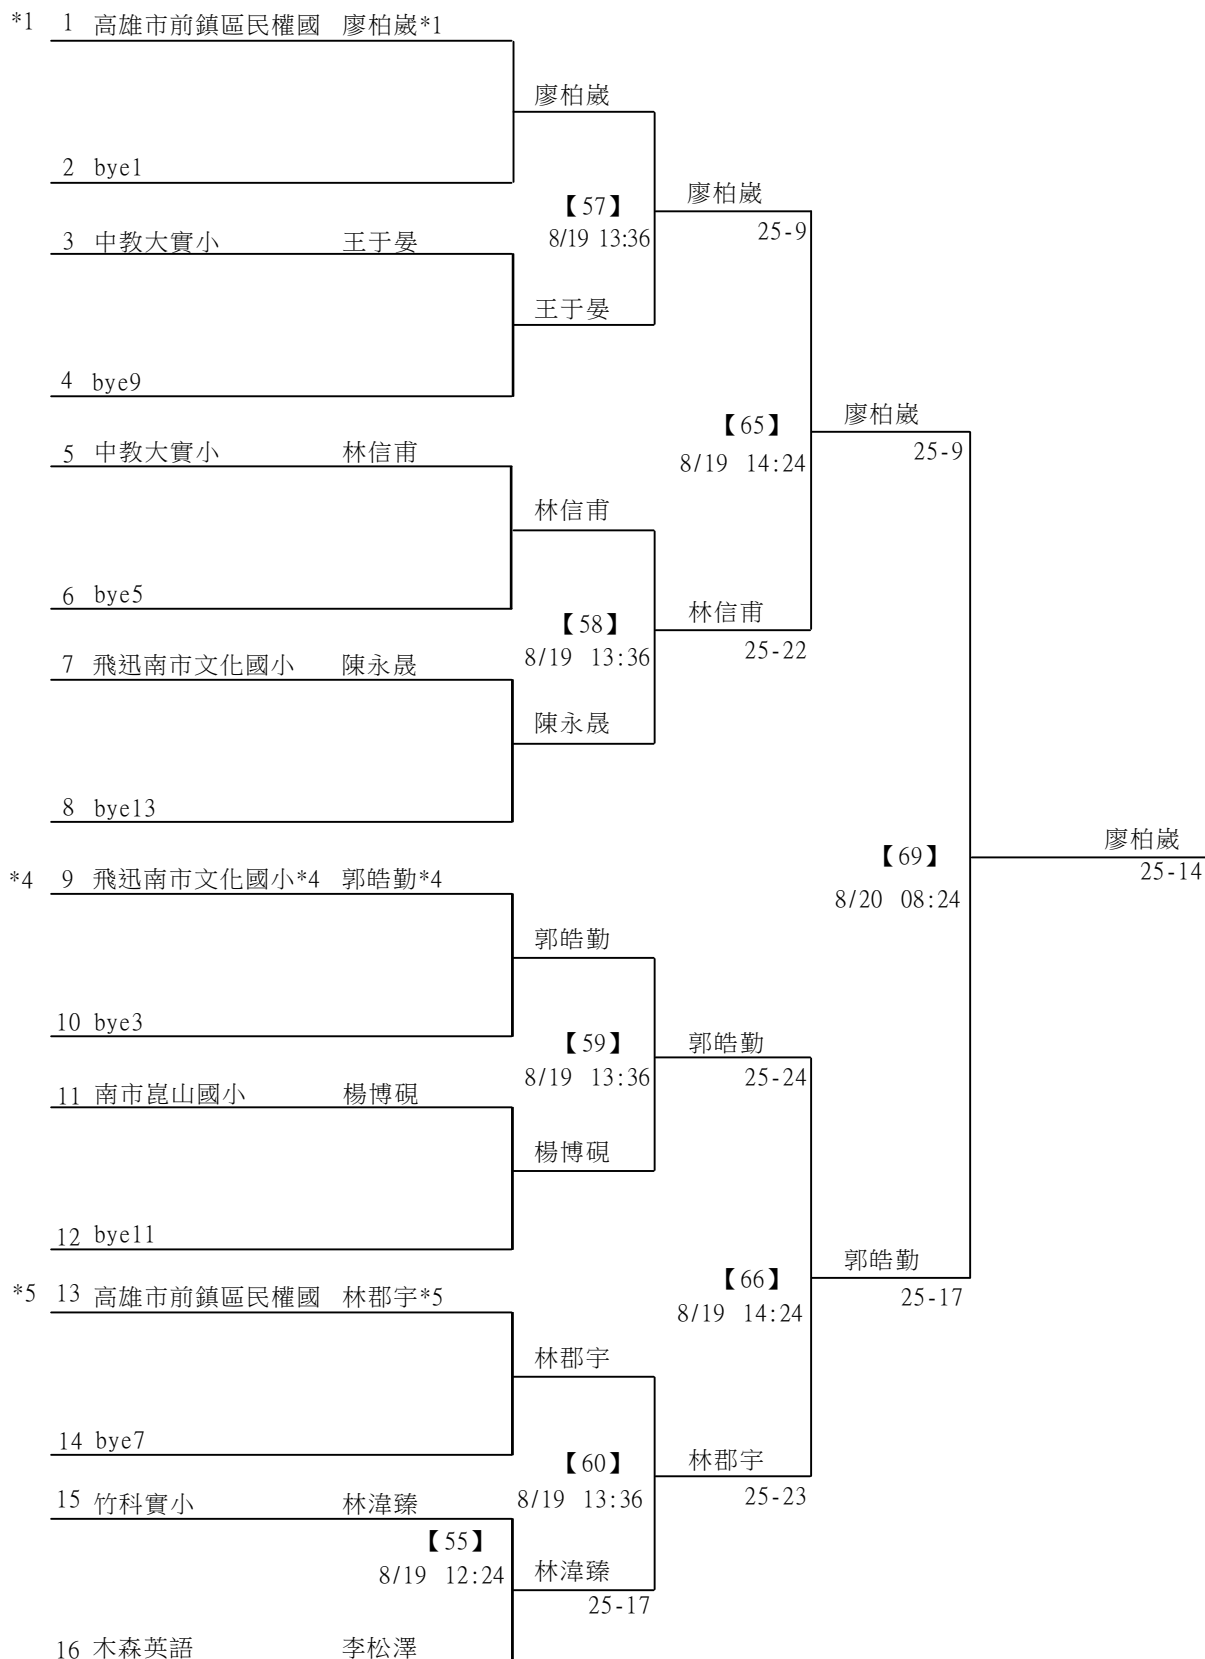 *1 1 高雄市前鎮區民權國 廖柏崴*1
廖柏崴
2 bye1
廖柏崴
【57】
25-9
3 中教大實小 王于晏
8/19 13:36
王于晏
4 bye9
廖柏崴
【65】
5 中教大實小 林信甫
25-9
8/19 14:24
林信甫
6 bye5
林信甫
【58】
25-22
7 飛迅南市文化國小 陳永晟
8/19 13:36
陳永晟
8 bye13
廖柏崴
【69】
25-14
*4 9 飛迅南市文化國小*4 郭皓勤*4
8/20 08:24
郭皓勤
10 bye3
【59】
郭皓勤
8/19 13:36
25-24
11 南市崑山國小 楊博硯
楊博硯
12 bye11
郭皓勤
【66】
*5 13 高雄市前鎮區民權國 林郡宇*5
25-17
8/19 14:24
林郡宇
14 bye7
【60】
林郡宇
15 竹科實小 林湋臻
8/19 13:36
25-23
【55】
8/19 12:24
林湋臻
25-17
16 木森英語 李松澤